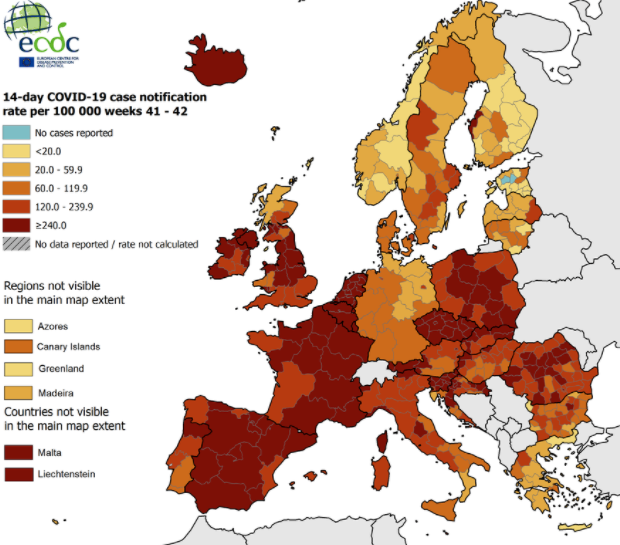 ecdc
EUROPEAN CENTRE FOR
DISEASE PREVENTION
AND CONTROL
14-day COVID-19 case notification
rate per 100 000 weeks 41 - 42
No cases reported
<20.0
20.0 - 59.9
60.0 - 119.9
120.0 - 239.9
≥240.0
No data reported / rate not calculated
Regions not visible
in the main map extent
Azores
Canary Islands
Greenland
Madeira
Countries not visible
in the main map extent
Malta
Liechtenstein